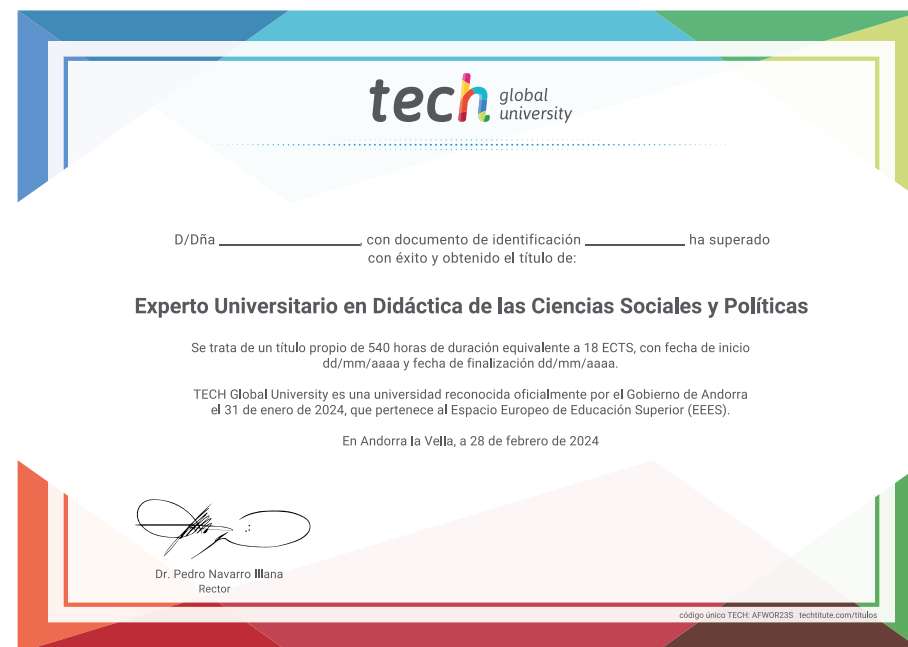 tech global university
D/Dña ______________, con documento de identificación __________ ha superado
con éxito y obtenido el título de:
Experto Universitario en Didáctica de las Ciencias Sociales y Políticas
Se trata de un título propio de 540 horas de duración equivalente a 18 ECTS, con fecha de inicio
dd/mm/aaaa y fecha de finalización dd/mm/aaaa.
TECH Global University es una universidad reconocida oficialmente por el Gobierno de Andorra
el 31 de enero de 2024, que pertenece al Espacio Europeo de Educación Superior (EEES).
En Andorra la Vella, a 28 de febrero de 2024
Dr. Pedro Navarro Illana
Rector
código único TECH: AFWOR23S techtitute.com/titulos